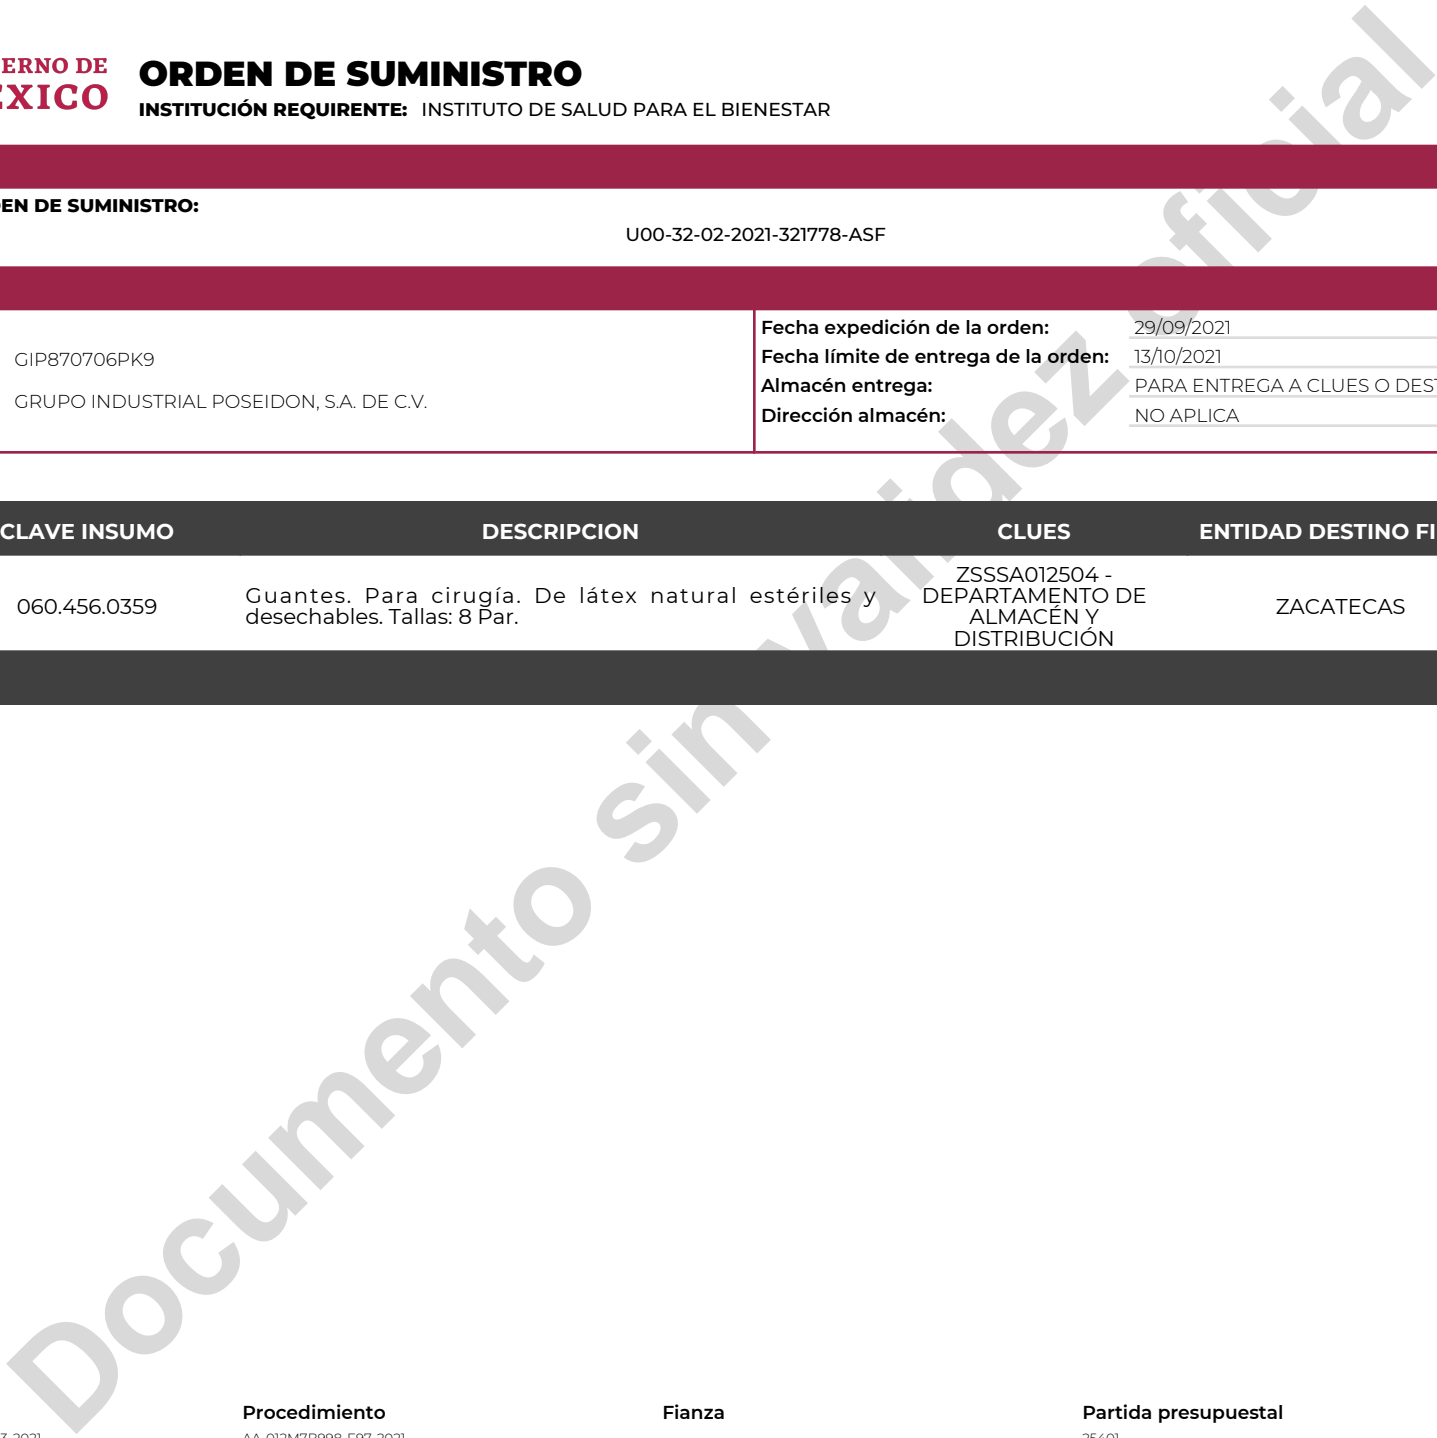 ERNO DE
EXICO
ORDEN DE SUMINISTRO
INSTITUCIÓN REQUIRENTE: INSTITUTO DE SALUD PARA EL BIENESTAR
EN DE SUMINISTRO:
U00-32-02-2021-321778-ASF
GIP870706PK9
GRUPO INDUSTRIAL POSEIDON, S.A. DE C.V.
Fecha expedición de la orden: 29/09/2021
Fecha límite de entrega de la orden: 13/10/2021
Almacén entrega: PARA ENTREGA A CLUES O DEST
Dirección almacén: NO APLICA
CLAVE INSUMO DESCRIPCION CLUES ENTIDAD DESTINO FI
060.456.0359
Guantes. Para cirugía. De látex natural estériles y
desechables. Tallas: 8 Par.
ZSSSA012504 -
DEPARTAMENTO DE
ALMACÉN Y
DISTRIBUCIÓN
ZACATECAS
Documento sin validez oficial
Procedimiento Fianza Partida presupuestal